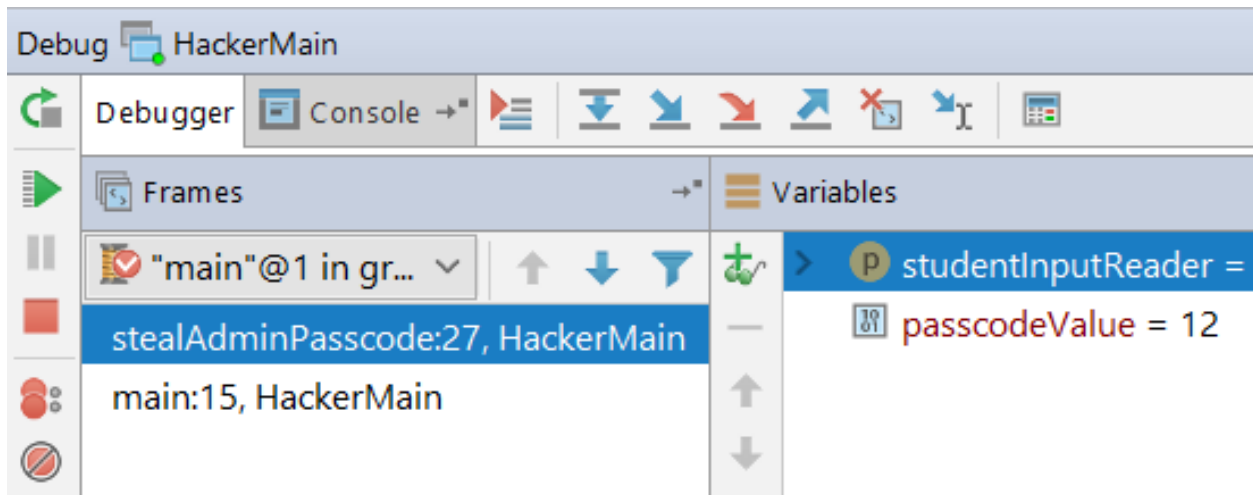 Debug HackerMain
Debugger Console
Frames
Variables
"main"@1 in gr...
stealAdminPasscode:27, HackerMain
main:15, HackerMain
p studentInputReader =
passcodeValue = 12